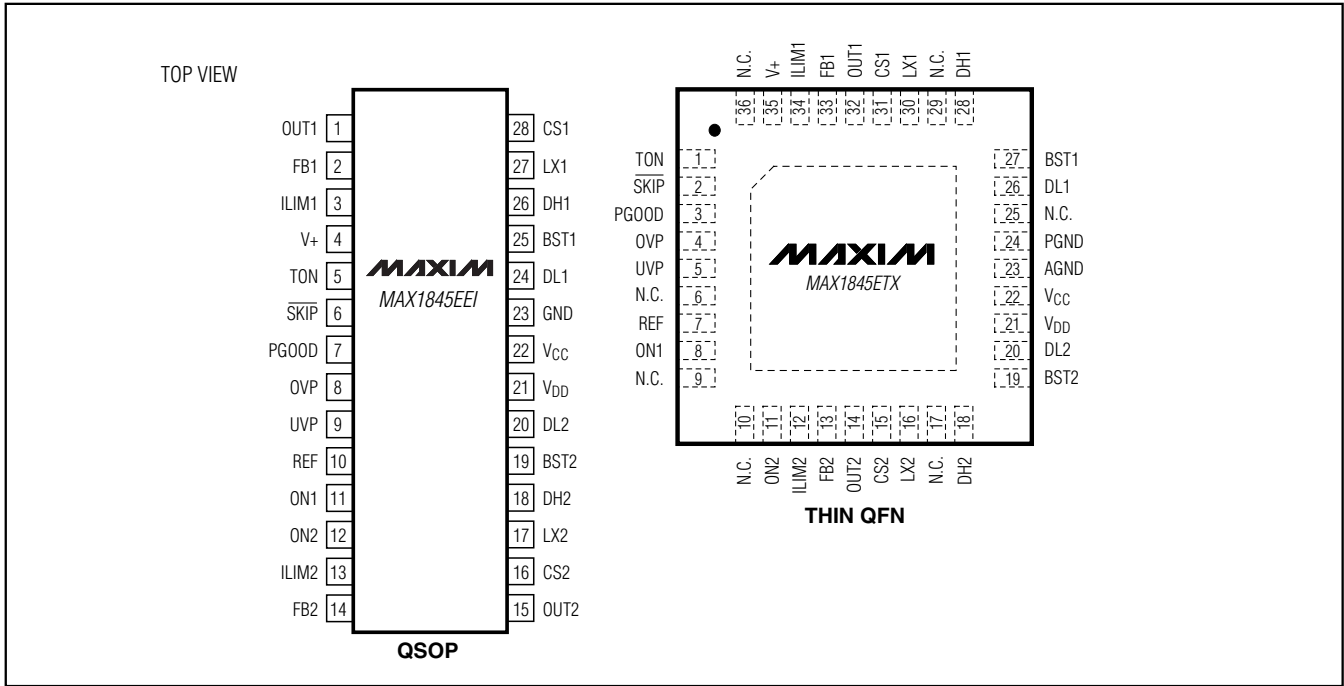 TOP VIEW
OUT1 1
FB1 2
ILIM1 3
V+ 4
TON 5
SKIP 6
PGOOD 7
OVP 8
UVP 9
REF 10
ON1 11
ON2 12
ILIM2 13
FB2 14
MAXIM
MAX1845EEI
28 CS1
27 LX1
26 DH1
25 BST1
24 DL1
23 GND
22 VCC
21 VDD
20 DL2
19 BST2
18 DH2
17 LX2
16 CS2
15 OUT2
QSOP
N.C. V+ ILIM1 FB1 OUT1 CS1 LX1 N.C. DH1
36 35 34 33 32 31 30 29 28
TON 1
SKIP 2
PGOOD 3
OVP 4
UVP 5
N.C. 6
REF 7
ON1 8
N.C. 9
MAXIM
MAX1845ETX
27 BST1
26 DL1
25 N.C.
24 PGND
23 AGND
22 VCC
21 VDD
20 DL2
19 BST2
10 11 12 13 14 15 16 17 18
N.C. ON2 ILIM2 FB2 OUT2 CS2 LX2 N.C. DH2
THIN QFN